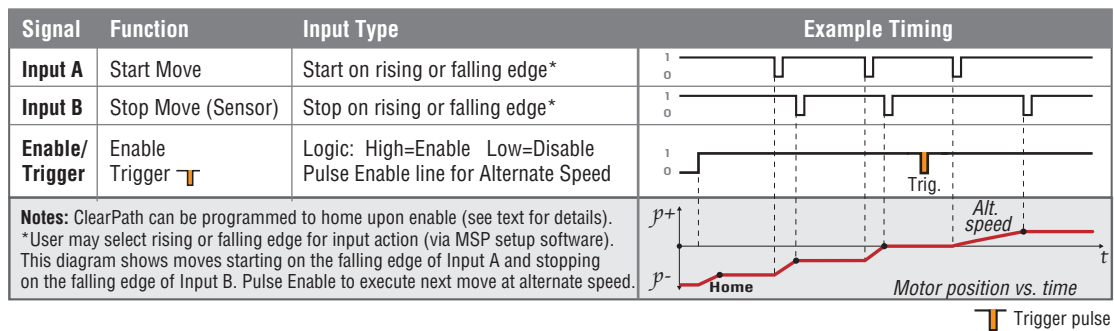 Signal Function Input Type Example Timing
Input A Start Move Start on rising or falling edge* 1 0
Input B Stop Move (Sensor) Stop on rising or falling edge* 1 0
Enable/ Enable Logic: High=Enable Low=Disable 1
Trigger Trigger Pulse Enable line for Alternate Speed 0
Trig.
Notes: ClearPath can be programmed to home upon enable (see text for details).
*User may select rising or falling edge for input action (via MSP setup software).
This diagram shows moves starting on the falling edge of Input A and stopping
on the falling edge of Input B. Pulse Enable to execute next move at alternate speed.
p+
Alt.
speed
t
p-
Home
Motor position vs. time
Trigger pulse